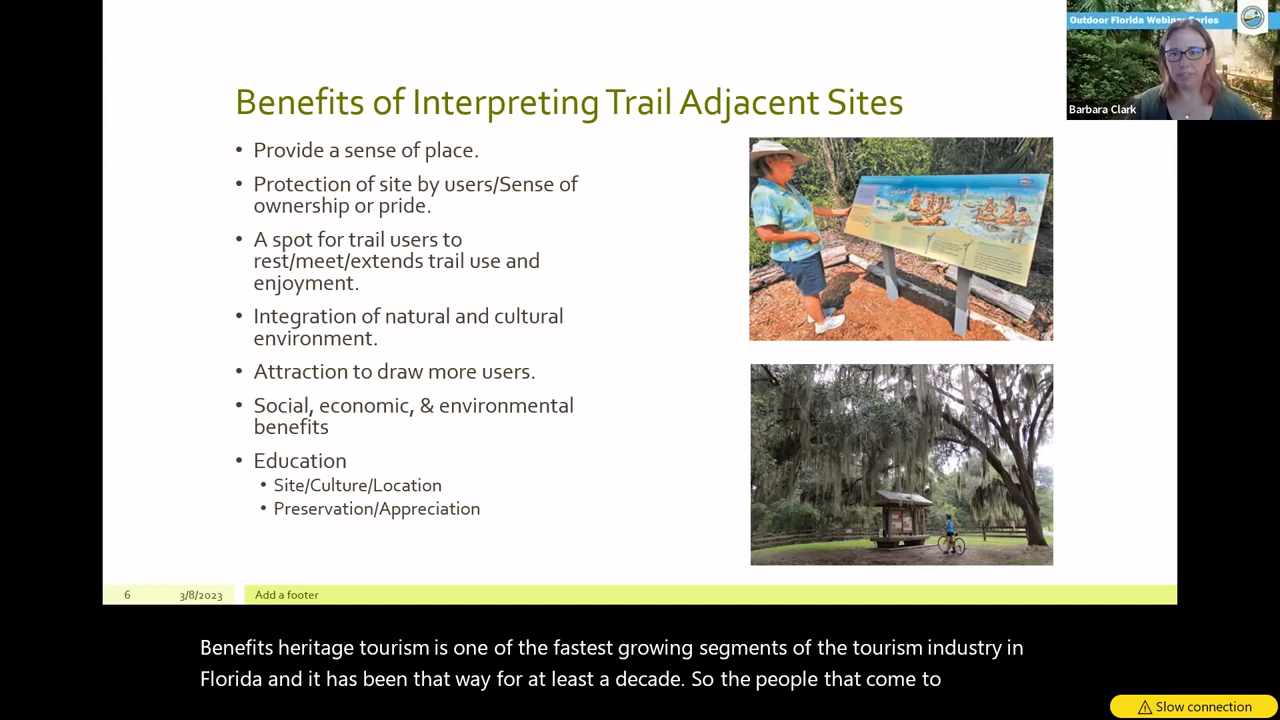 Outdoor Florida Webinar Series
Barbara Clark
Benefits of Interpreting Trail Adjacent Sites
• Provide a sense of place.
• Protection of site by users/Sense of
ownership or pride.
• A spot for trail users to
rest/meet/extends trail use and
enjoyment.
• Integration of natural and cultural
environment.
• Attraction to draw more users.
• Social, economic, & environmental
benefits
• Education
• Site/Culture/Location
• Preservation/Appreciation
6 3/8/2023 Add a footer
Benefits heritage tourism is one of the fastest growing segments of the tourism industry in
Florida and it has been that way for at least a decade. So the people that come to
Slow connection